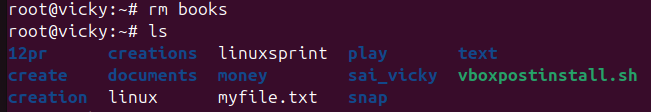 root@vicky:~# rm books
root@vicky:~# ls
12pr creations linuxsprint play text
create documents money sai_vicky vboxpostinstall.sh
creation linux myfile.txt snap